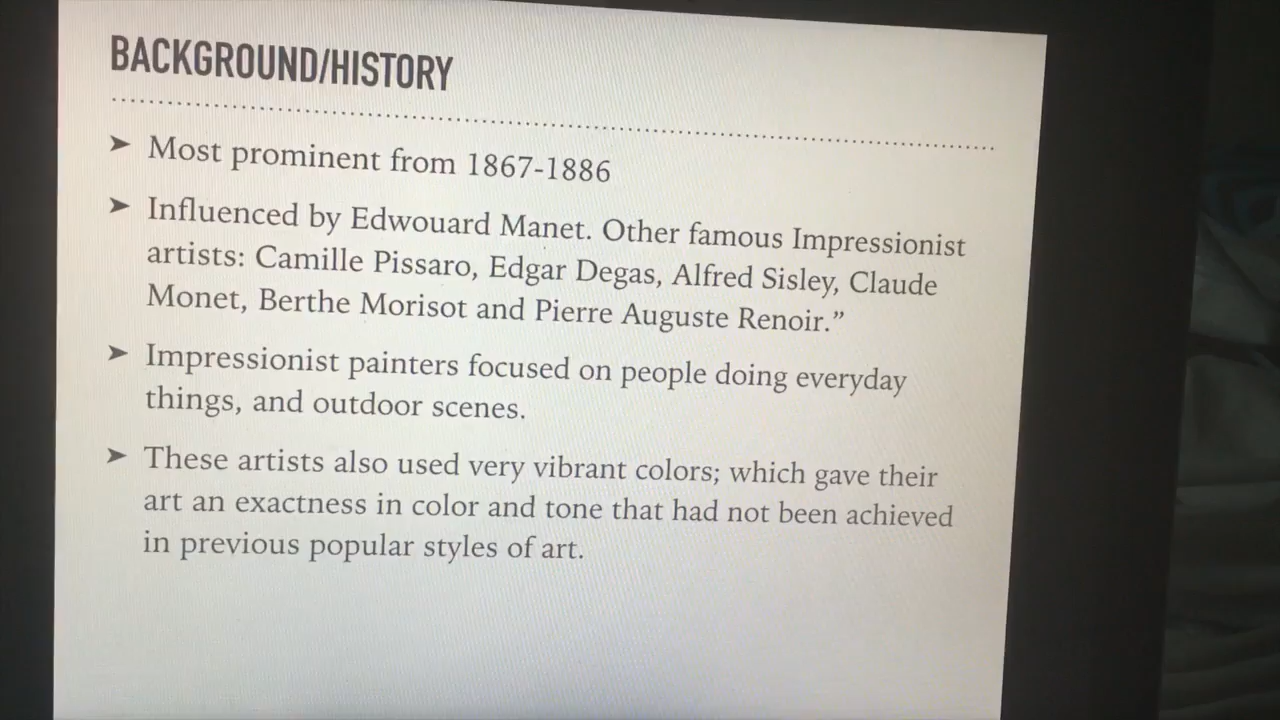 BACKGROUND/HISTORY
➤ Most prominent from 1867-1886
➤ Influenced by Edwouard Manet. Other famous Impressionist
artists: Camille Pissaro, Edgar Degas, Alfred Sisley, Claude
Monet, Berthe Morisot and Pierre Auguste Renoir.”
➤ Impressionist painters focused on people doing everyday
things, and outdoor scenes.
➤ These artists also used very vibrant colors; which gave their
art an exactness in color and tone that had not been achieved
in previous popular styles of art.